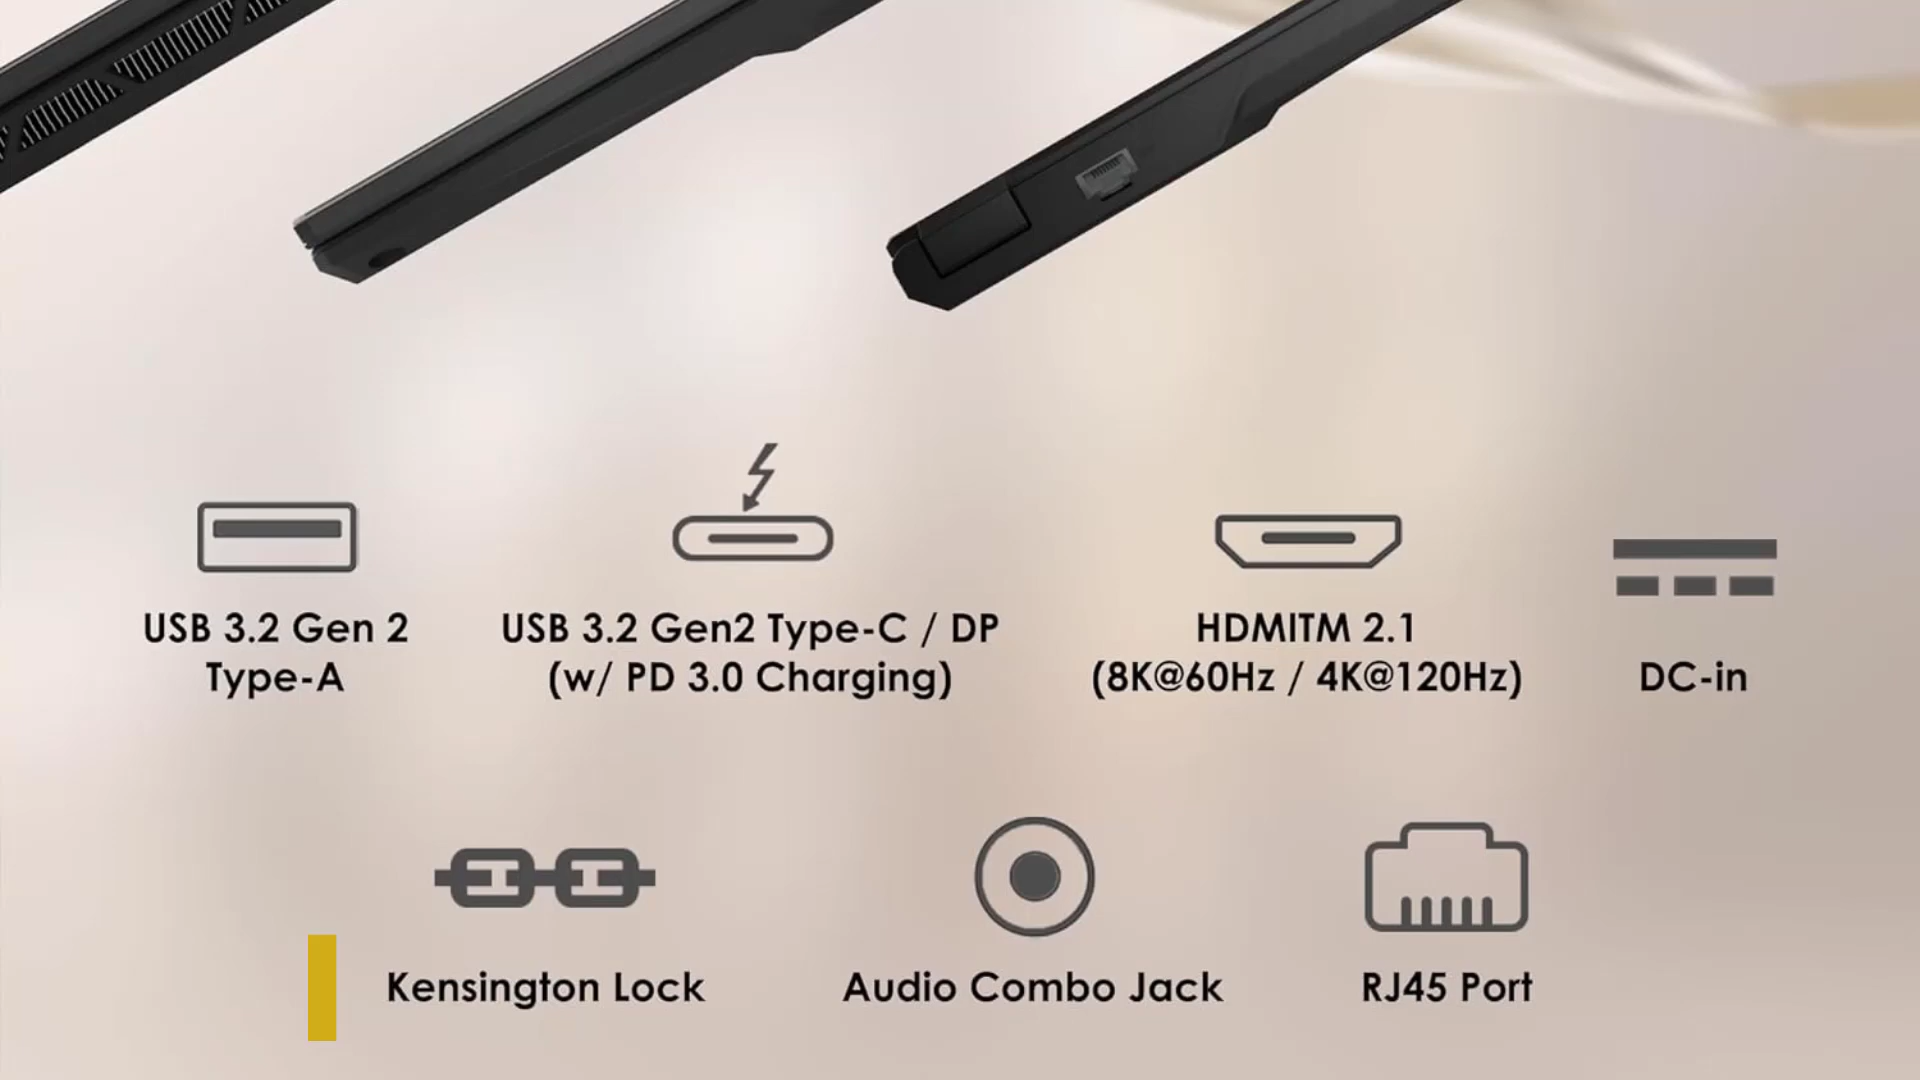 USB 3.2 Gen 2
Type-A
USB 3.2 Gen2 Type-C / DP
(w/ PD 3.0 Charging)
HDMITM 2.1
(8K@60Hz / 4K@120Hz)
DC-in
Kensington Lock
Audio Combo Jack
RJ45 Port